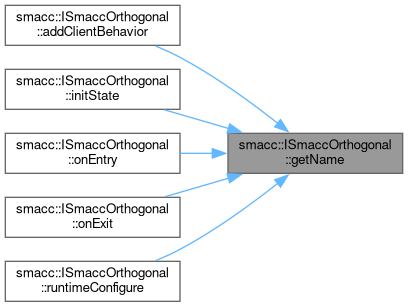 smacc::ISmaccOrthogonal
::addClientBehavior
smacc::ISmaccOrthogonal
::initState
smacc::ISmaccOrthogonal
::onEntry
smacc::ISmaccOrthogonal
::getName
smacc::ISmaccOrthogonal
::onExit
smacc::ISmaccOrthogonal
::runtimeConfigure